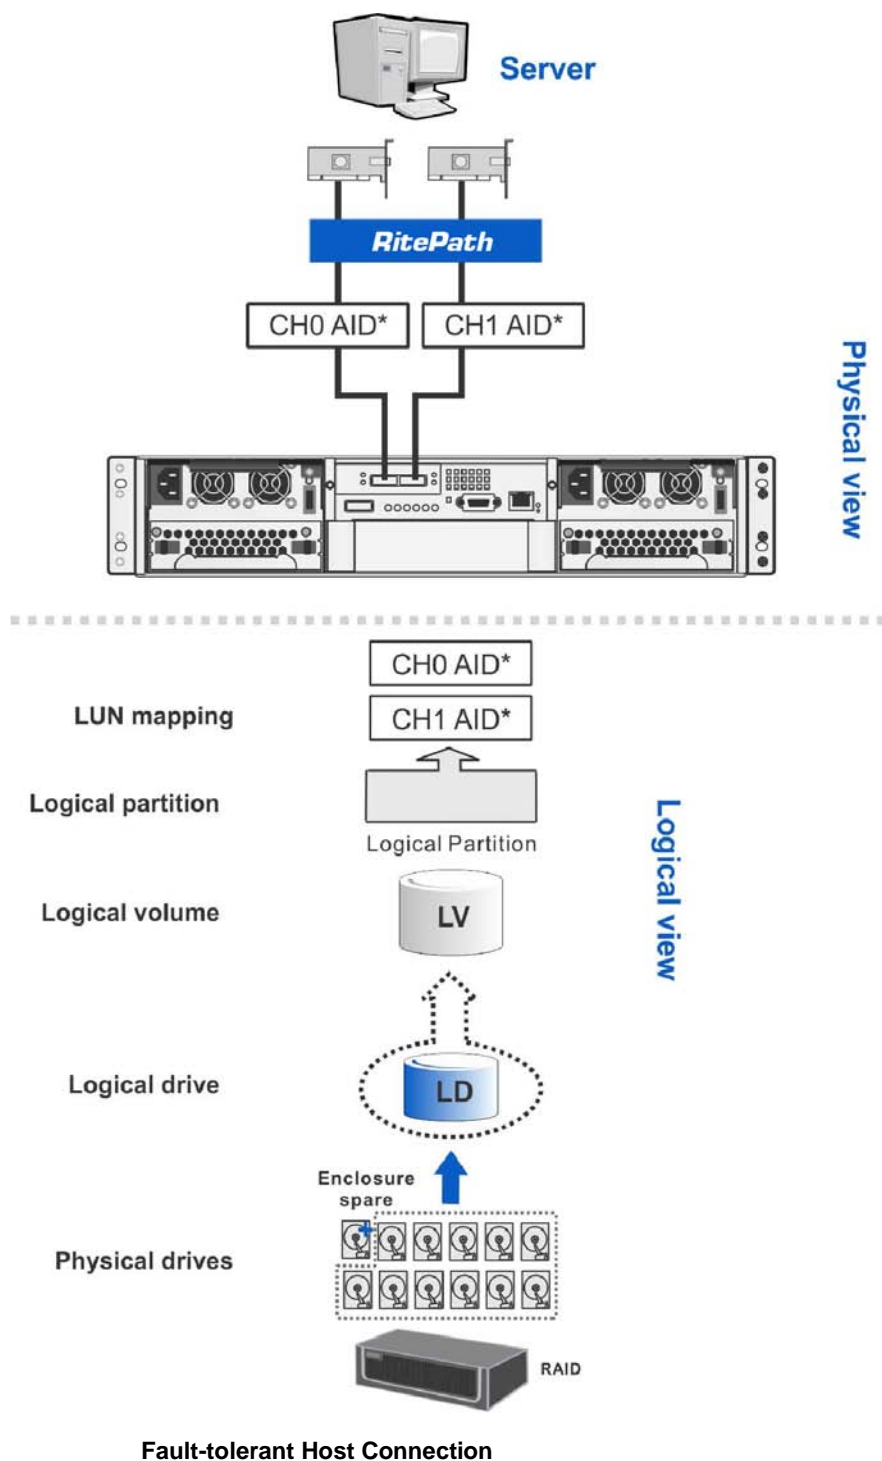 Server
RitePath
CH0 AID*
CH1 AID*
Physical view
CH0 AID*
LUN mapping
CH1 AID*
Logical partition
Logical Partition
Logical volume
LV
Logical view
Logical drive
LD
Enclosure
spare
Physical drives
RAID
Fault-tolerant Host Connection